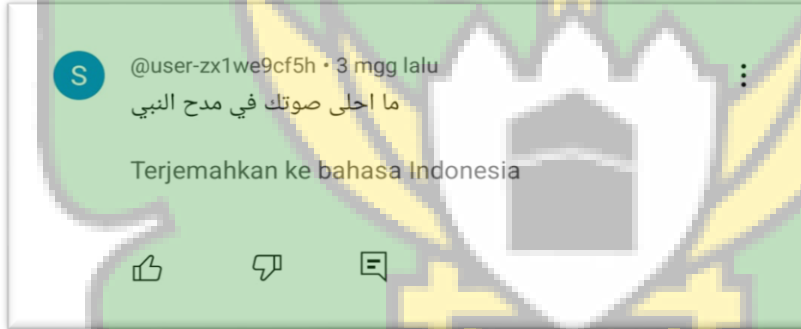 S
@user-zx1we9cf5h • 3 mgg lalu
ما احلى صوتك في مدح النبي
Terjemahkan ke bahasa Indonesia